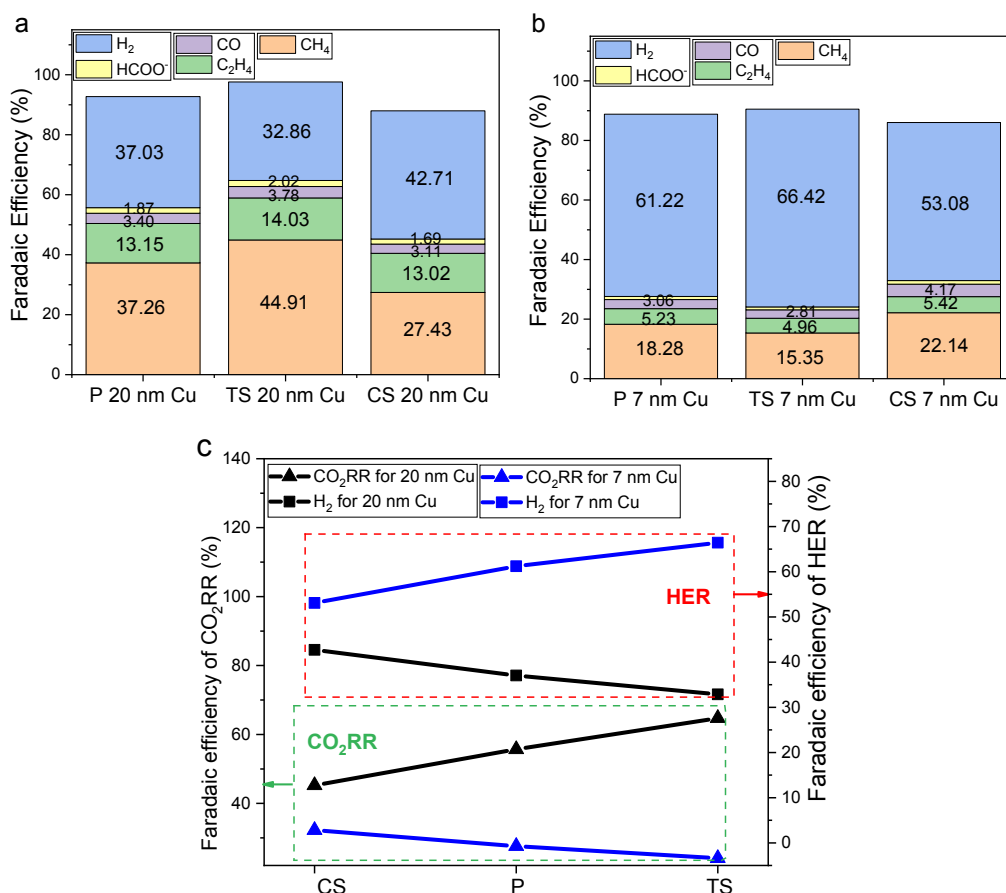 a
H₂
CO
CH₄
HCOO⁻
C₂H₄
Faradaic Efficiency (%)
100
80
60
40
20
0
37.03
1.87
3.40
13.15
37.26
32.86
2.02
3.78
14.03
44.91
42.71
1.69
3.11
13.02
27.43
P 20 nm Cu
TS 20 nm Cu
CS 20 nm Cu
b
H₂
CO
CH₄
HCOO⁻
C₂H₄
Faradaic Efficiency (%)
100
80
60
40
20
0
61.22
3.06
5.23
18.28
66.42
2.81
4.96
15.35
53.08
4.17
5.42
22.14
P 7 nm Cu
TS 7 nm Cu
CS 7 nm Cu
c
CO₂RR for 20 nm Cu
CO₂RR for 7 nm Cu
H₂ for 20 nm Cu
H₂ for 7 nm Cu
Faradaic efficiency of CO₂RR (%)
140
120
100
80
60
40
HER
CO₂RR
80
70
60
50
40
30
20
10
0
Faradaic efficiency of HER (%)
CS
P
TS